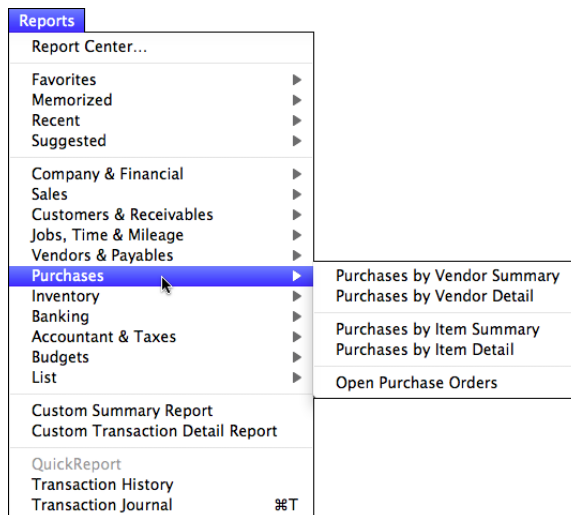 Reports
Report Center...
Favorites
Memorized
Recent
Suggested
Company & Financial
Sales
Customers & Receivables
Jobs, Time & Mileage
Vendors & Payables
Purchases
Inventory
Banking
Accountant & Taxes
Budgets
List
Custom Summary Report
Custom Transaction Detail Report
QuickReport
Transaction History
Transaction Journal ⌘T
Purchases by Vendor Summary
Purchases by Vendor Detail
Purchases by Item Summary
Purchases by Item Detail
Open Purchase Orders